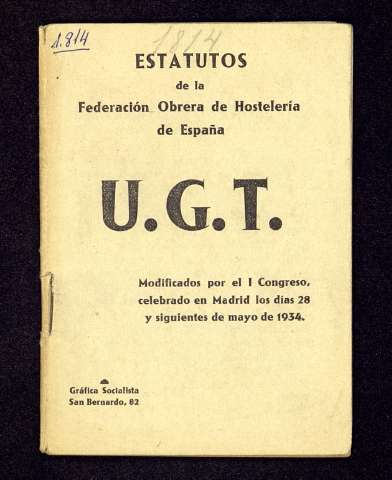 1.814
1814
ESTATUTOS
de la
Federación Obrera de Hostelería
de España
U.G.T.
Modificados por el I Congreso,
celebrado en Madrid los días 28
y siguientes de mayo de 1934.
Gráfica Socialista
San Bernardo, 82